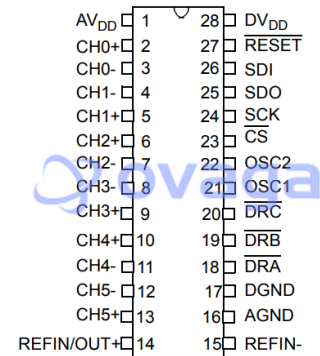 AVDD 1 28 DVDD
CH0+ 2 27 RESET
CH0- 3 26 SDI
CH1- 4 25 SDO
CH1+ 5 24 SCK
CH2+ 6 23 CS
CH2- 7 22 OSC2
ovaga
CH3- 8 21 OSC1
CH3+ 9 20 DRC
CH4+ 10 19 DRB
CH4- 11 18 DRA
CH5- 12 17 DGND
CH5+ 13 16 AGND
REFIN/OUT+ 14 15 REFIN-